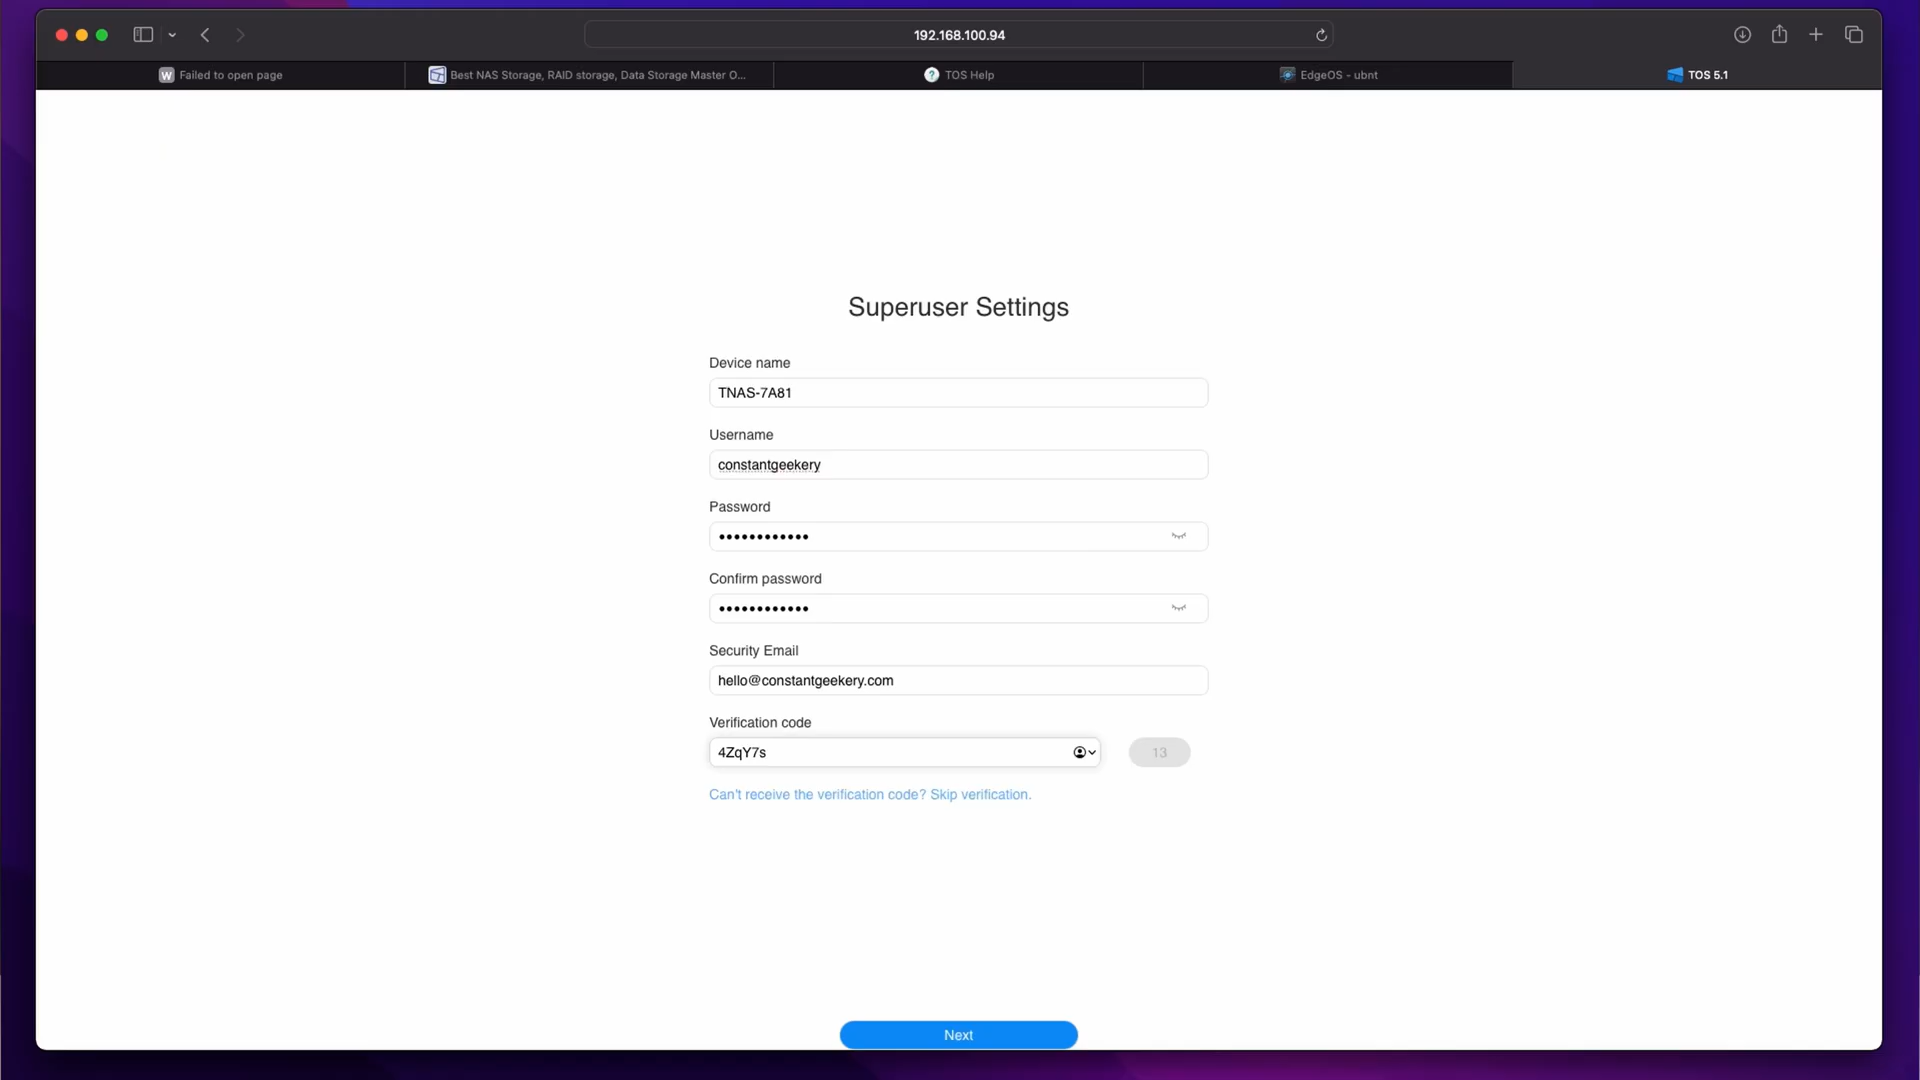 192.168.100.94
W Failed to open page
Best NAS Storage, RAID storage, Data Storage Master O...
? TOS Help
EdgeOS - ubnt
TOS 5.1
Superuser Settings
Device name
TNAS-7A81
Username
constantgeekery
Password
••••••••••••
Confirm password
••••••••••••
Security Email
hello@constantgeekery.com
Verification code
4ZqY7s
13
Can't receive the verification code? Skip verification.
Next